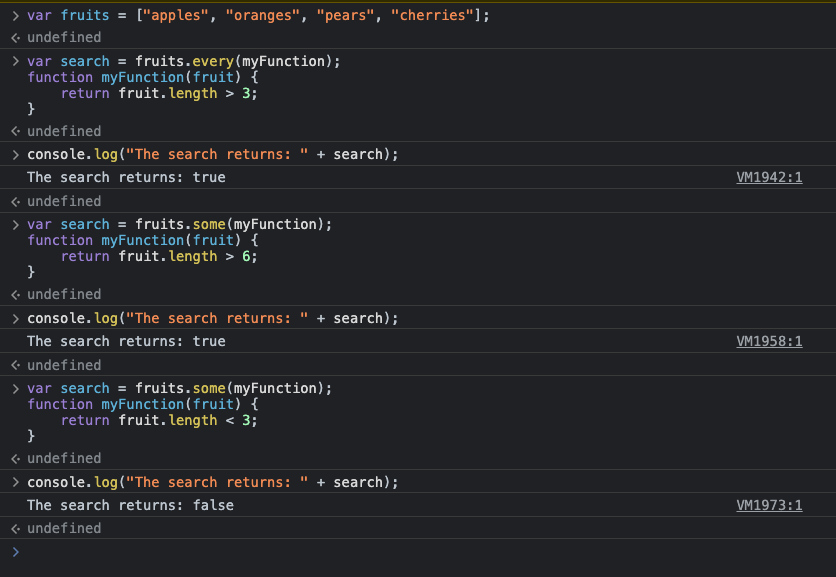 > var fruits = ["apples", "oranges", "pears", "cherries"];
undefined
> var search = fruits.every(myFunction);
function myFunction(fruit) {
    return fruit.length > 3;
}
undefined
> console.log("The search returns: " + search);
The search returns: true VM1942:1
undefined
> var search = fruits.some(myFunction);
function myFunction(fruit) {
    return fruit.length > 6;
}
undefined
> console.log("The search returns: " + search);
The search returns: true VM1958:1
undefined
> var search = fruits.some(myFunction);
function myFunction(fruit) {
    return fruit.length < 3;
}
undefined
> console.log("The search returns: " + search);
The search returns: false VM1973:1
undefined
>